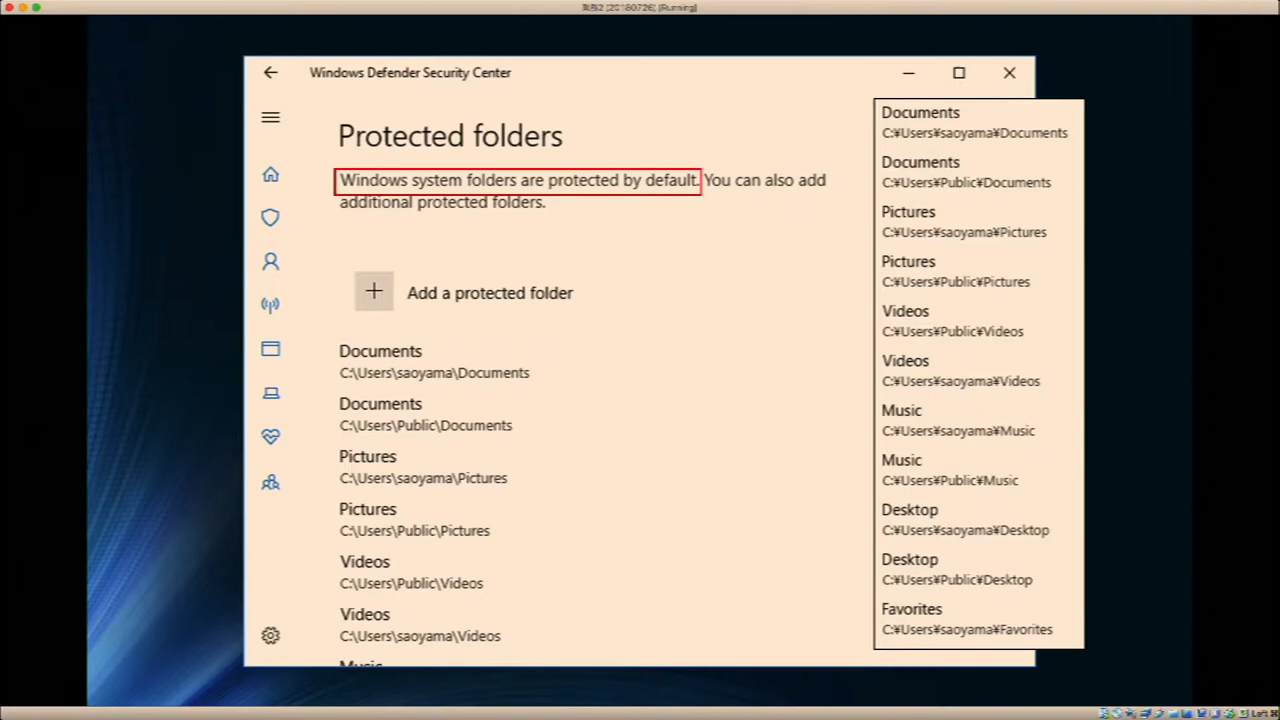 Windows Defender Security Center
Protected folders
Windows system folders are protected by default. You can also add
additional protected folders.
Add a protected folder
Documents
C:\Users\saoyama\Documents
Documents
C:\Users\Public\Documents
Pictures
C:\Users\saoyama\Pictures
Pictures
C:\Users\Public\Pictures
Videos
C:\Users\Public\Videos
Videos
C:\Users\saoyama\Videos
Music
Documents
C:¥Users¥saoyama¥Documents
Documents
C:¥Users¥Public¥Documents
Pictures
C:¥Users¥saoyama¥Pictures
Pictures
C:¥Users¥Public¥Pictures
Videos
C:¥Users¥Public¥Videos
Videos
C:¥Users¥saoyama¥Videos
Music
C:¥Users¥saoyama¥Music
Music
C:¥Users¥Public¥Music
Desktop
C:¥Users¥saoyama¥Desktop
Desktop
C:¥Users¥Public¥Desktop
Favorites
C:¥Users¥saoyama¥Favorites
Left ⌘